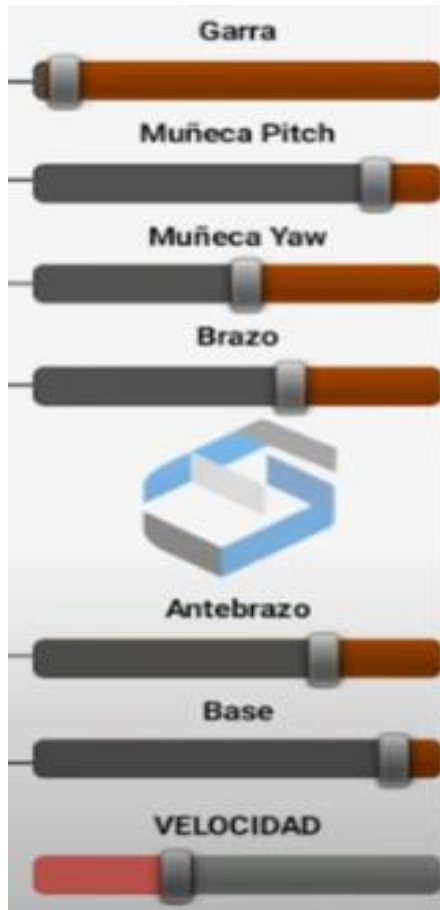 Garra
Muñeca Pitch
Muñeca Yaw
Brazo
Antebrazo
Base
VELOCIDAD